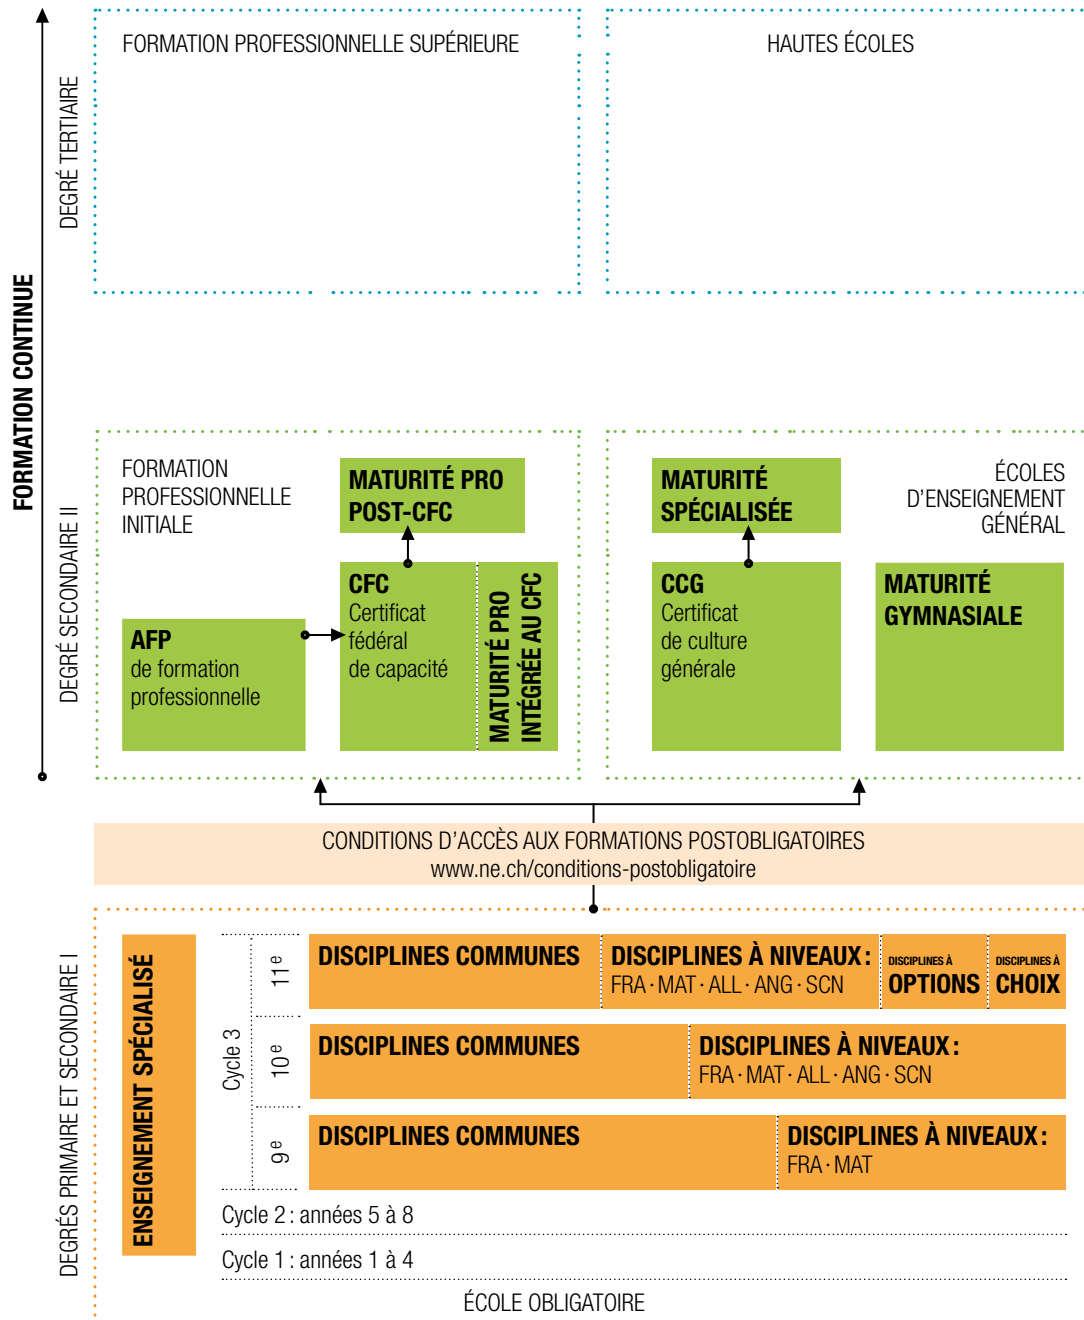 FORMATION CONTINUE
DEGRÉ TERTIAIRE
FORMATION PROFESSIONNELLE SUPÉRIEURE
HAUTES ÉCOLES
DEGRÉ SECONDAIRE II
FORMATION
PROFESSIONNELLE
INITIALE
MATURITÉ PRO
POST-CFC
AFP
de formation
professionnelle
CFC
Certificat
fédéral
de capacité
MATURITÉ PRO
INTÉGRÉE AU CFC
MATURITÉ
SPÉCIALISÉE
ÉCOLES
D'ENSEIGNEMENT
GÉNÉRAL
CCG
Certificat
de culture
générale
MATURITÉ
GYMNASIALE
CONDITIONS D'ACCÈS AUX FORMATIONS POSTOBLIGATOIRES
www.ne.ch/conditions-postobligatoire
DEGRÉS PRIMAIRE ET SECONDAIRE I
ENSEIGNEMENT SPÉCIALISÉ
Cycle 3
11e
DISCIPLINES COMMUNES
DISCIPLINES À NIVEAUX :
FRA · MAT · ALL · ANG · SCN
DISCIPLINES À
OPTIONS
DISCIPLINES À
CHOIX
10e
DISCIPLINES COMMUNES
DISCIPLINES À NIVEAUX :
FRA · MAT · ALL · ANG · SCN
9e
DISCIPLINES COMMUNES
DISCIPLINES À NIVEAUX :
FRA · MAT
Cycle 2 : années 5 à 8
Cycle 1 : années 1 à 4
ÉCOLE OBLIGATOIRE